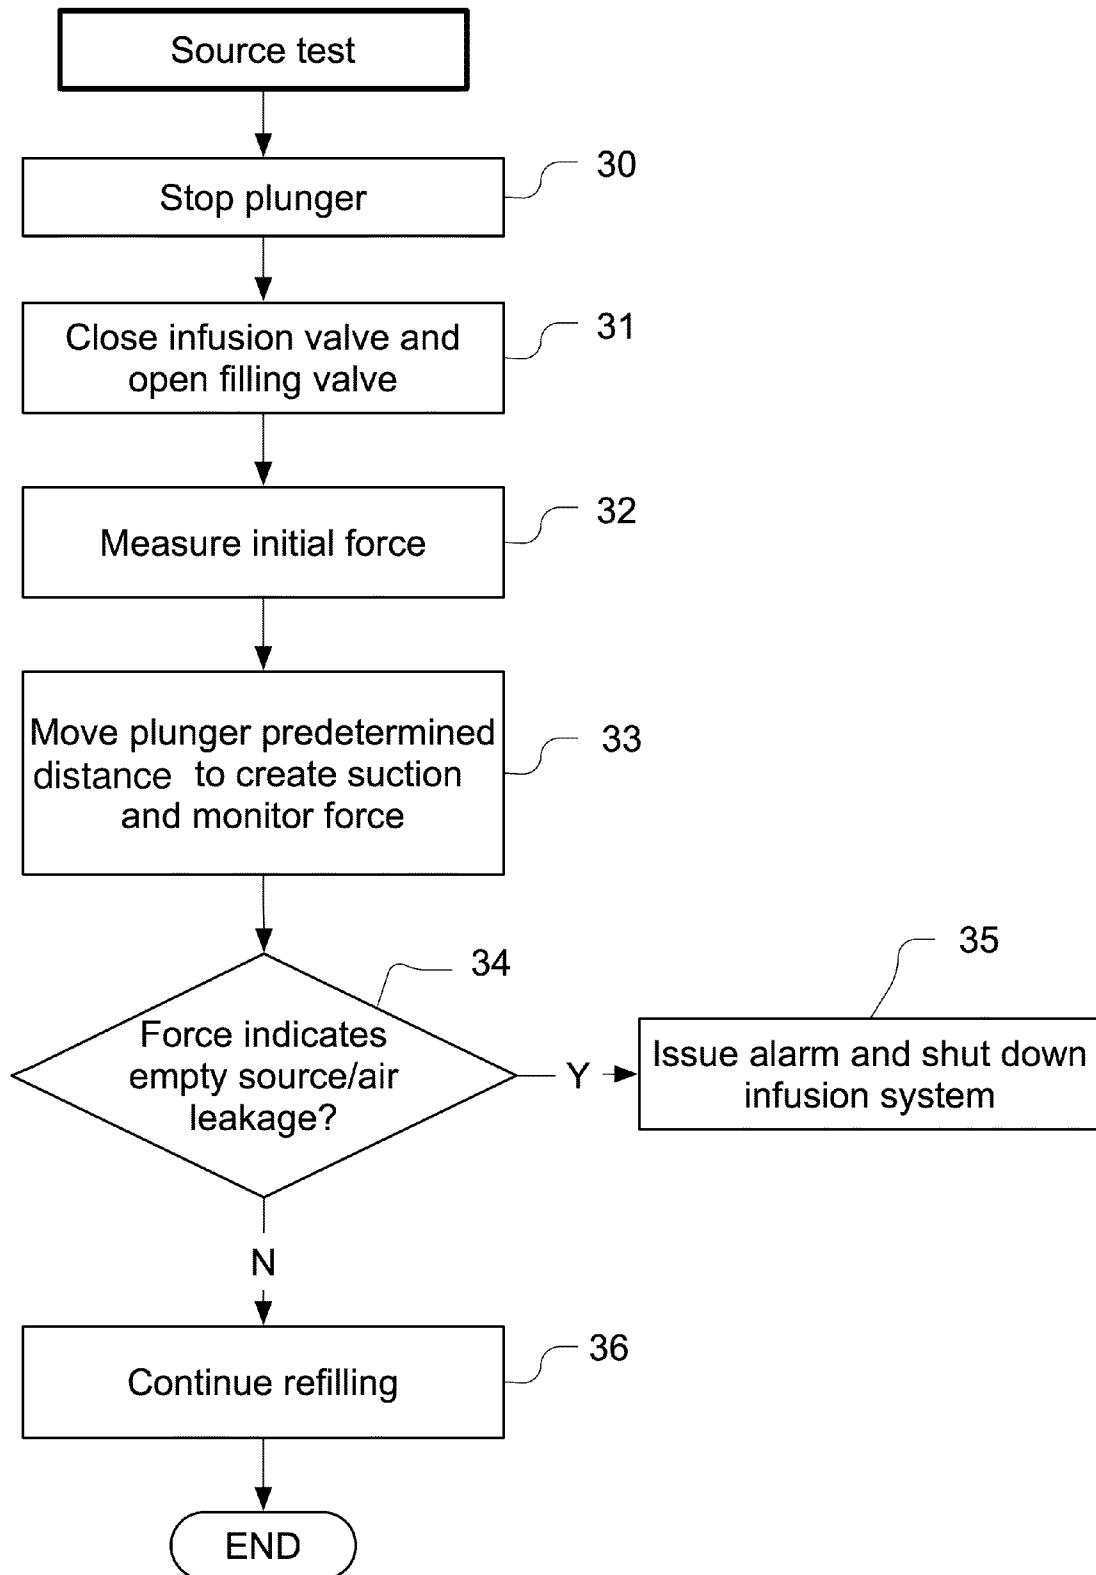 Source test
30
Stop plunger
31
Close infusion valve and
open filling valve
32
Measure initial force
33
Move plunger predetermined
distance to create suction
and monitor force
34
Force indicates
empty source/air
leakage?
Y
35
Issue alarm and shut down
infusion system
N
36
Continue refilling
END